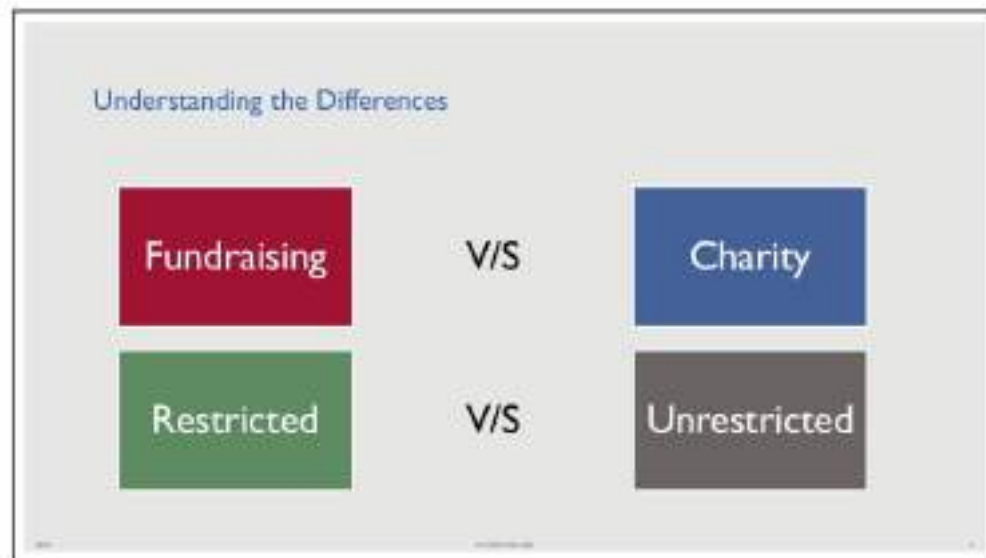 Understanding the Differences
Fundraising V/S Charity
Restricted V/S Unrestricted